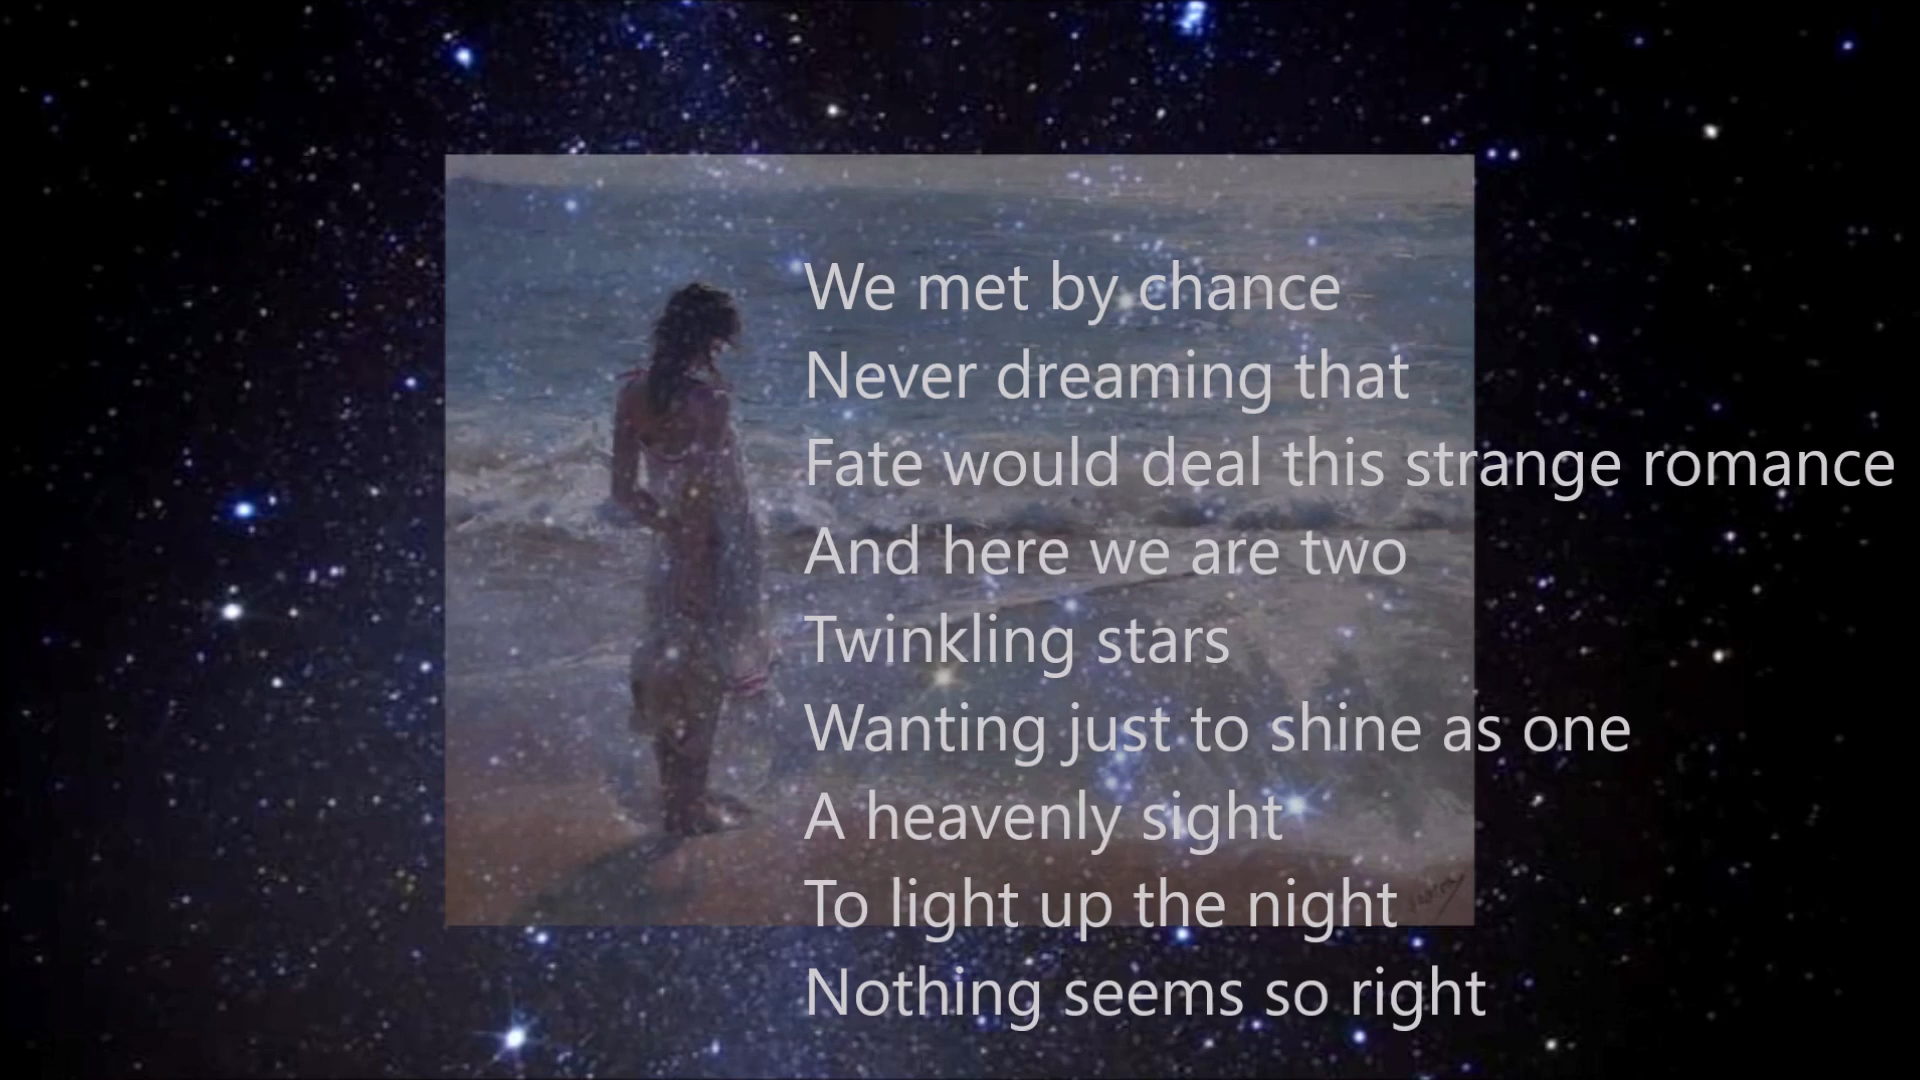 We met by chance
Never dreaming that
Fate would deal this strange romance
And here we are two
Twinkling stars
Wanting just to shine as one
A heavenly sight
To light up the night
Nothing seems so right